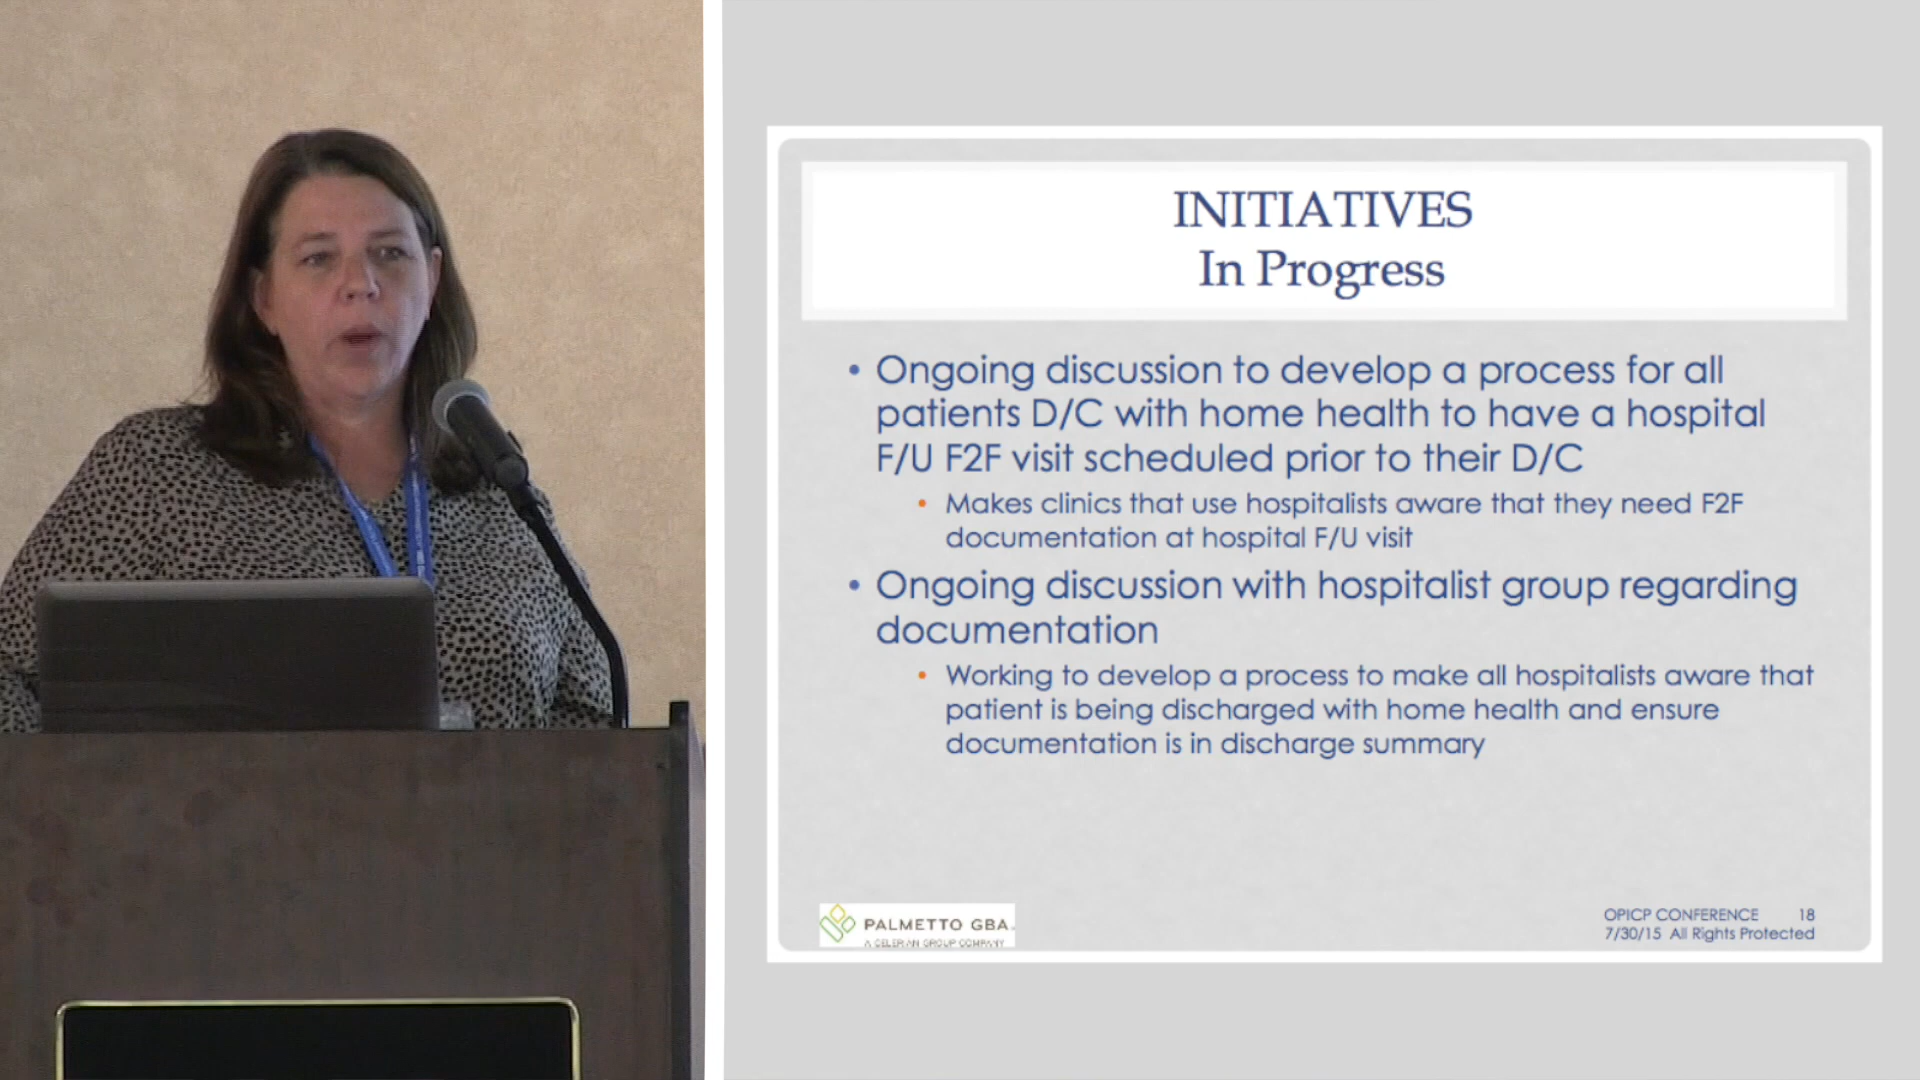 INITIATIVES
In Progress
• Ongoing discussion to develop a process for all
patients D/C with home health to have a hospital
F/U F2F visit scheduled prior to their D/C
• Makes clinics that use hospitalists aware that they need F2F
documentation at hospital F/U visit
• Ongoing discussion with hospitalist group regarding
documentation
• Working to develop a process to make all hospitalists aware that
patient is being discharged with home health and ensure
documentation is in discharge summary
PALMETTO GBA
A CELERIAN GROUP COMPANY
OPICP CONFERENCE 18
7/30/15 All Rights Protected